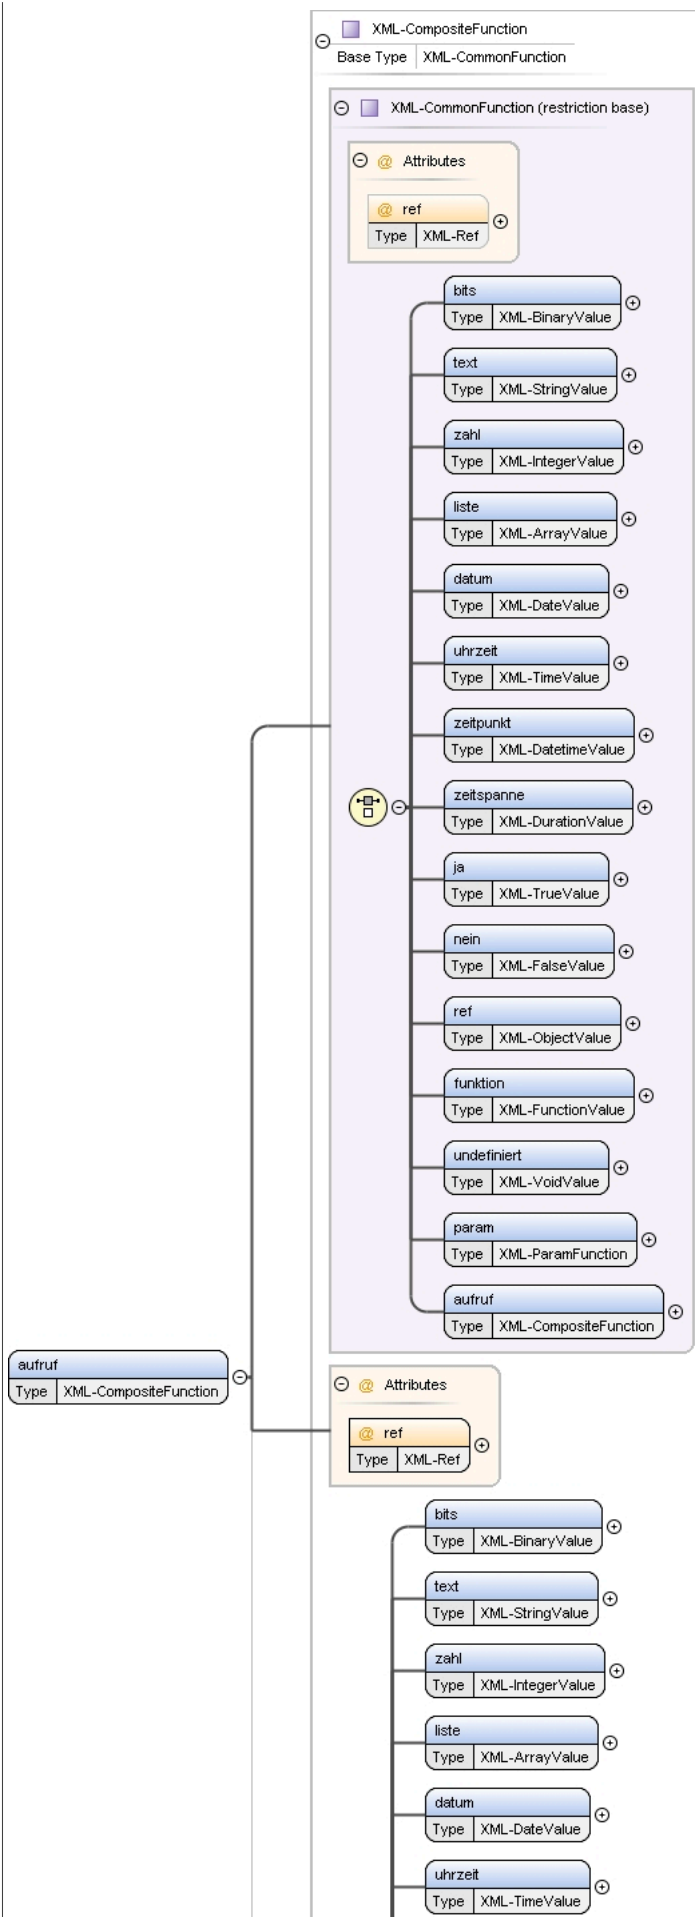 XML-CompositeFunction
Base Type XML-CommonFunction
XML-CommonFunction (restriction base)
@ Attributes
@ ref
Type XML-Ref
bits
Type XML-BinaryValue
text
Type XML-StringValue
zahl
Type XML-IntegerValue
liste
Type XML-ArrayValue
datum
Type XML-DateValue
uhrzeit
Type XML-TimeValue
zeitpunkt
Type XML-DatetimeValue
zeitspanne
Type XML-DurationValue
ja
Type XML-TrueValue
nein
Type XML-FalseValue
ref
Type XML-ObjectValue
funktion
Type XML-FunctionValue
undefiniert
Type XML-VoidValue
param
Type XML-ParamFunction
aufruf
Type XML-CompositeFunction
aufruf
Type XML-CompositeFunction
@ Attributes
@ ref
Type XML-Ref
bits
Type XML-BinaryValue
text
Type XML-StringValue
zahl
Type XML-IntegerValue
liste
Type XML-ArrayValue
datum
Type XML-DateValue
uhrzeit
Type XML-TimeValue